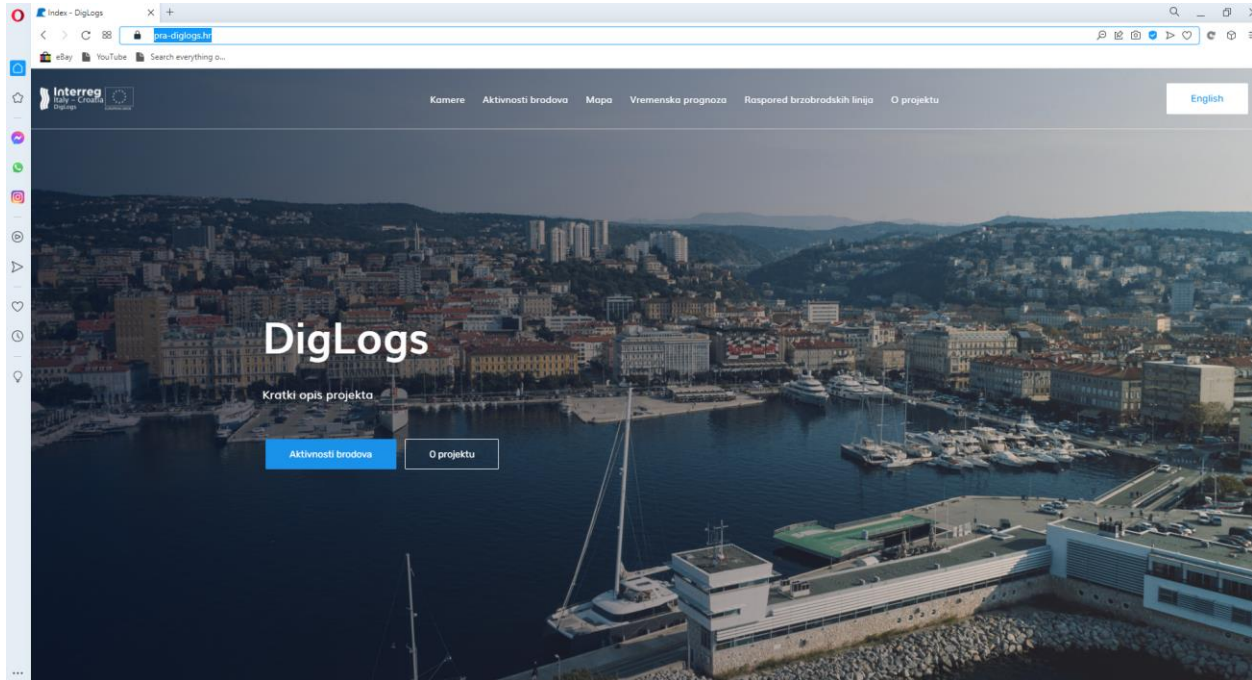 Index - DigLogs
pra-diglogs.hr
eBay YouTube Search everything o...
Interreg
Italy - Croatia
DigLogs
Kamere Aktivnosti brodova Mapa Vremenska prognoza Raspored brzobrodskih linija O projektu
English
DigLogs
Kratki opis projekta
Aktivnosti brodova O projektu